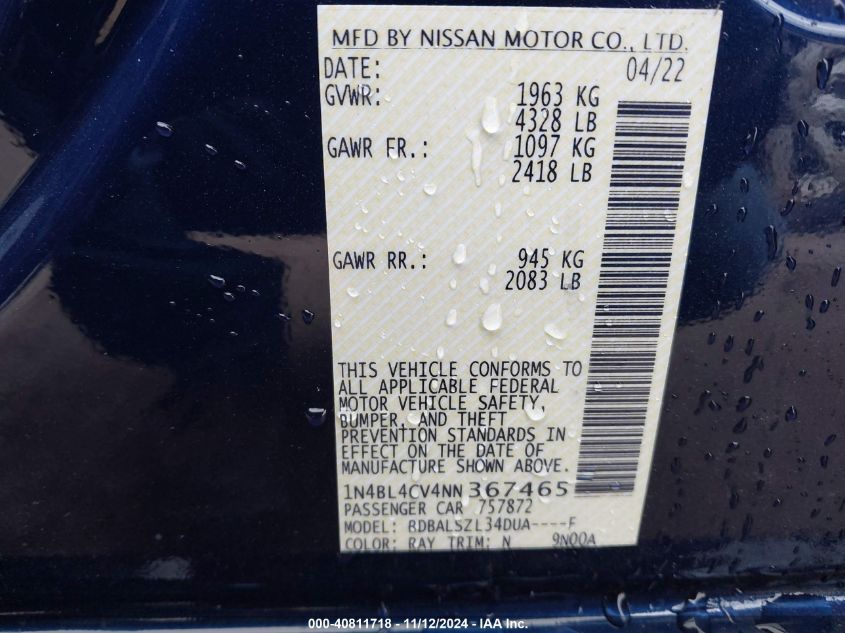 MFD BY NISSAN MOTOR CO., LTD.
DATE: 04/22
GVWR: 1963 KG
4328 LB
GAWR FR.: 1097 KG
2418 LB
GAWR RR.: 945 KG
2083 LB
THIS VEHICLE CONFORMS TO
ALL APPLICABLE FEDERAL
MOTOR VEHICLE SAFETY,
BUMPER, AND THEFT
PREVENTION STANDARDS IN
EFFECT ON THE DATE OF
MANUFACTURE SHOWN ABOVE.
1N4BL4CV4NN367465
PASSENGER CAR 757872
MODEL: BDBALSZL34DUA----F
COLOR: RAY TRIM: N 9N00A
000-40811718 - 11/12/2024 - IAA Inc.